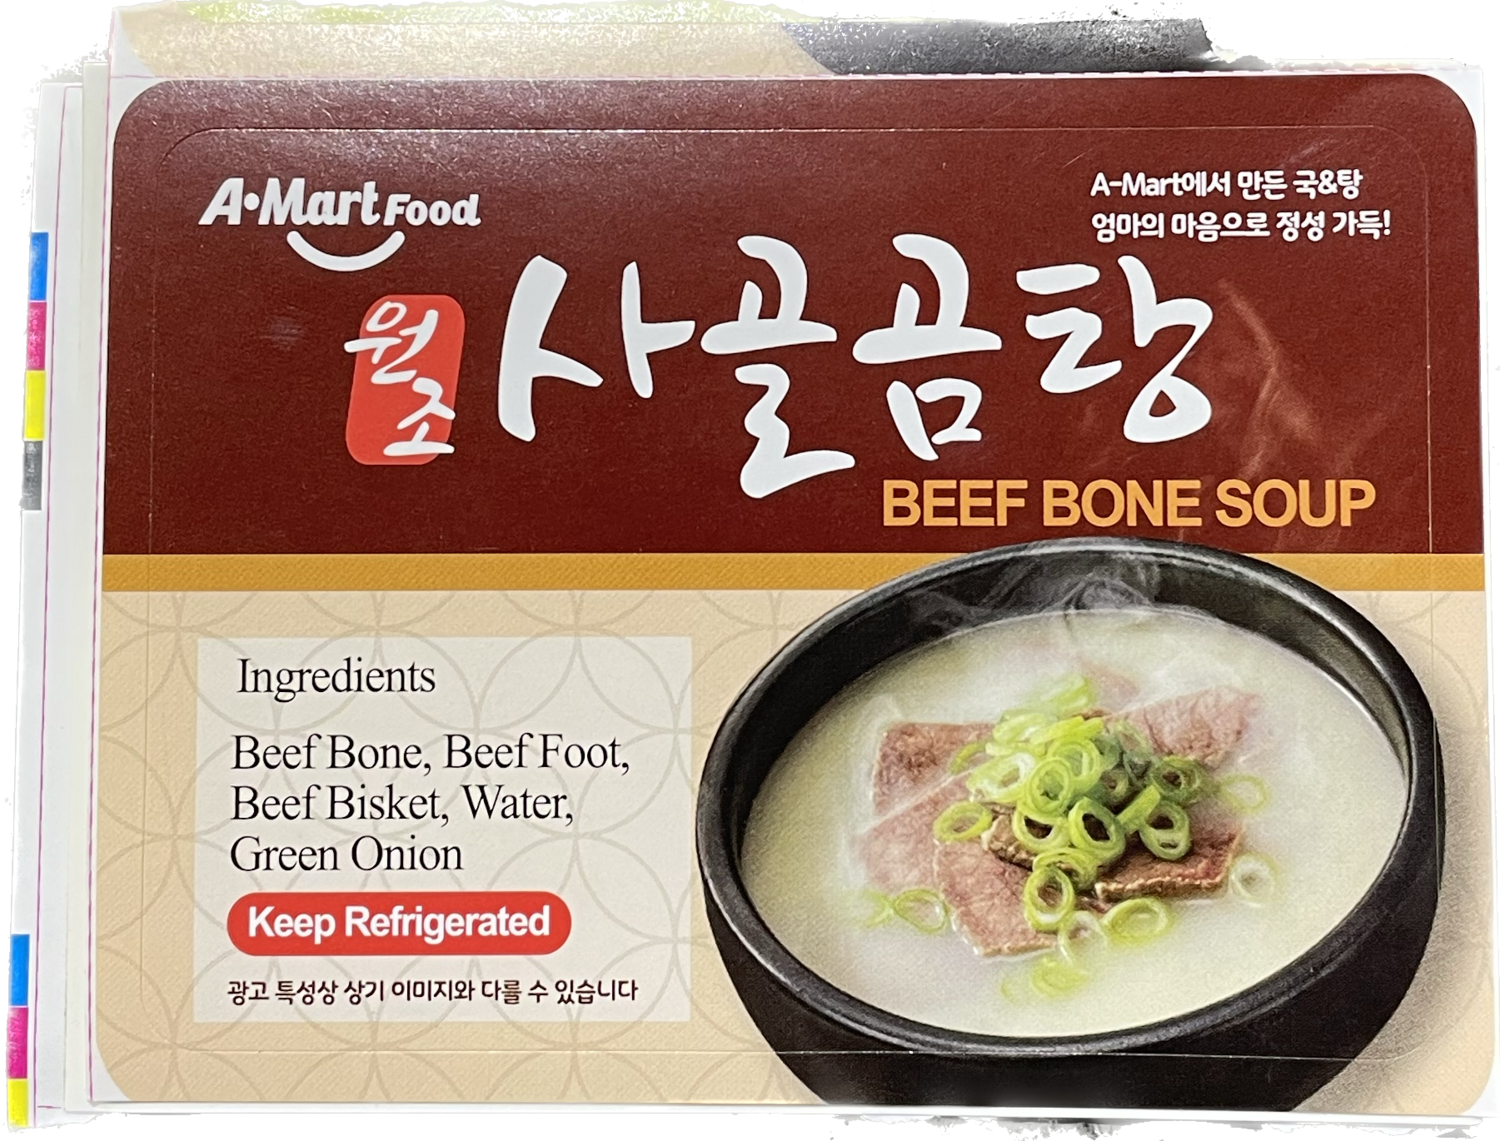 A•Mart Food
A-Mart에서 만든 국&탕
엄마의 마음으로 정성 가득!
원조
사골곰탕
BEEF BONE SOUP
Ingredients
Beef Bone, Beef Foot,
Beef Bisket, Water,
Green Onion
Keep Refrigerated
광고 특성상 상기 이미지와 다를 수 있습니다